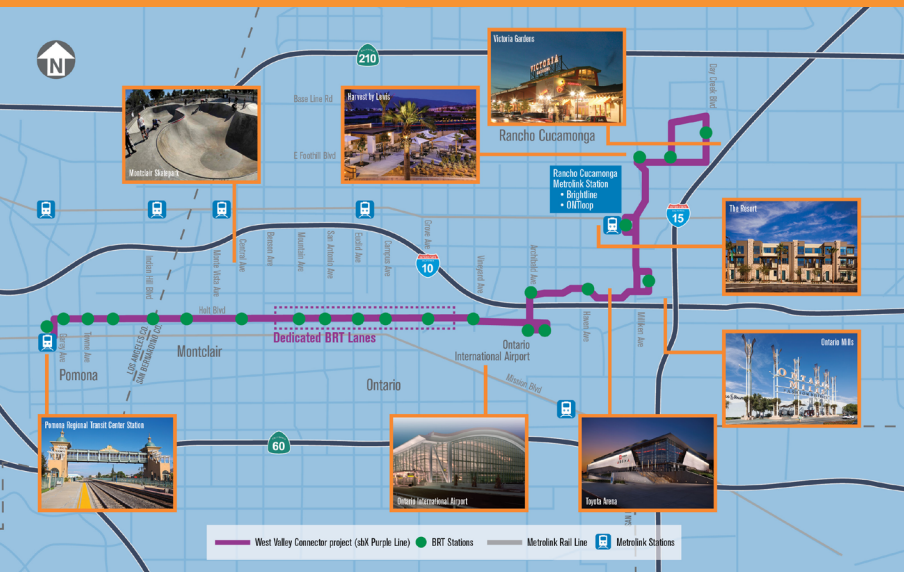 N
210
Victoria Gardens
VICTORIA
GARDENS
Day Creek Blvd
Base Line Rd
Harvest by Lewis
Montclair Skatepark
Rancho Cucamonga
E Foothill Blvd
Rancho Cucamonga
Metrolink Station
• Brightline
• ONTloop
15
The Resort
Indian Hill Blvd
Monte Vista Ave
Central Ave
Benson Ave
Mountain Ave
San Antonio Ave
Euclid Ave
Campus Ave
Grove Ave
10
Vineyard Ave
Archibald Ave
Haven Ave
Milliken Ave
Holt Blvd
Garey Ave
Towne Ave
LOS ANGELES CO.
SAN BERNARDINO CO.
Dedicated BRT Lanes
Montclair
Pomona
Ontario
International Airport
Ontario
Mission Blvd
Ontario Mills
ONTARIO
MILLS
Pomona Regional Transit Center Station
60
Ontario International Airport
Toyota Arena
West Valley Connector project (sbX Purple Line)
BRT Stations
Metrolink Rail Line
Metrolink Stations